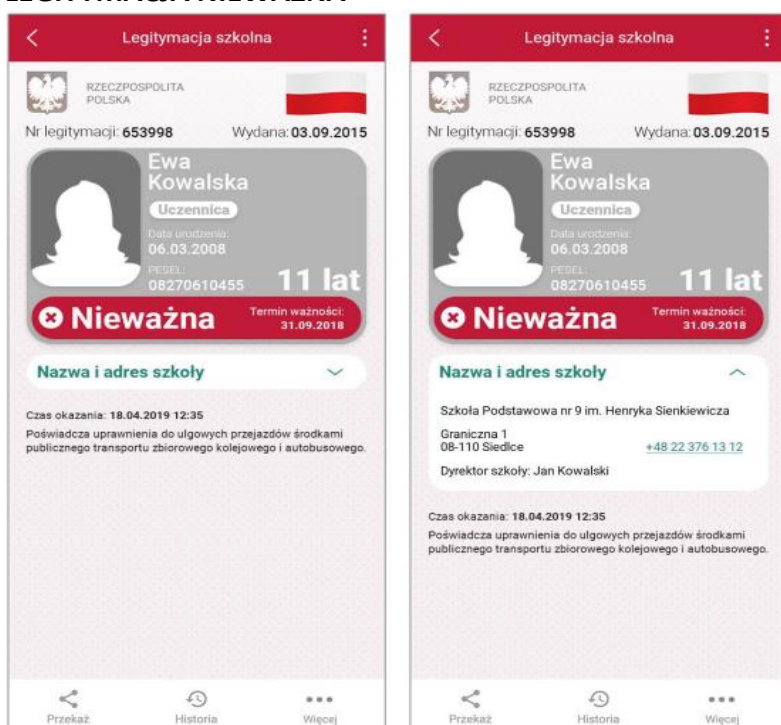 Legitymacja szkolna
RZECZPOSPOLITA
POLSKA
Nr legitymacji: 653998 Wydana: 03.09.2015
Ewa
Kowalska
Uczennica
Data urodzenia:
06.03.2008
PESEL:
08270610455 11 lat
Nieważna Termin ważności:
31.09.2018
Nazwa i adres szkoły
Czas okazania: 18.04.2019 12:35
Poświadcza uprawnienia do ulgowych przejazdów środkami
publicznego transportu zbiorowego kolejowego i autobusowego.
Przekaż Historia Więcej
Legitymacja szkolna
RZECZPOSPOLITA
POLSKA
Nr legitymacji: 653998 Wydana: 03.09.2015
Ewa
Kowalska
Uczennica
Data urodzenia:
06.03.2008
PESEL:
08270610455 11 lat
Nieważna Termin ważności:
31.09.2018
Nazwa i adres szkoły
Szkoła Podstawowa nr 9 im. Henryka Sienkiewicza
Graniczna 1
08-110 Siedlce +48 22 376 13 12
Dyrektor szkoły: Jan Kowalski
Czas okazania: 18.04.2019 12:35
Poświadcza uprawnienia do ulgowych przejazdów środkami
publicznego transportu zbiorowego kolejowego i autobusowego.
Przekaż Historia Więcej